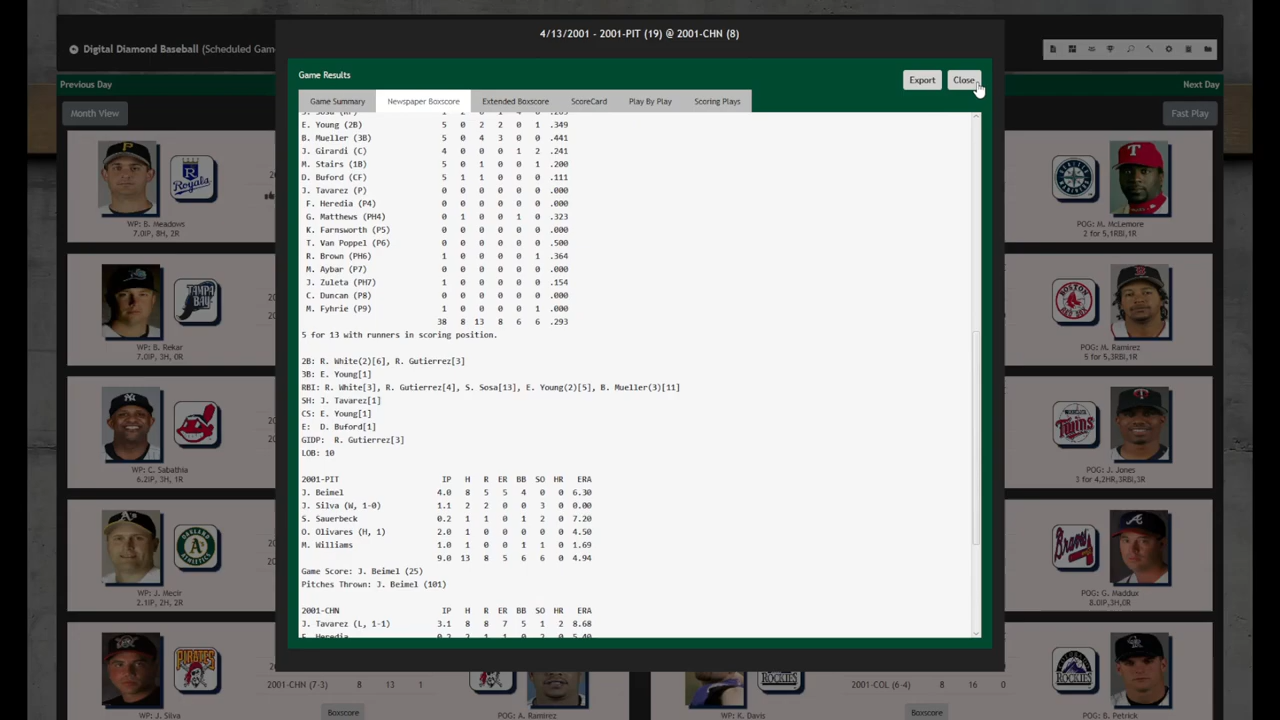 4/13/2001 - 2001-PIT (19) @ 2001-CHN (8)
Digital Diamond Baseball (Scheduled Gam
Game Results
Export Close
Previous Day
Next Day
Game Summary Newspaper Boxscore Extended Boxscore ScoreCard Play By Play Scoring Plays
Month View
Fast Play
E. Young (2B) 5 0 2 2 0 1 .349
B. Mueller (3B) 5 0 4 3 0 0 .441
J. Girardi (C) 4 0 0 0 1 2 .241
M. Stairs (1B) 5 0 1 0 0 1 .200
D. Buford (CF) 5 1 1 0 0 0 .111
J. Tavarez (P) 0 0 0 0 0 0 .000
F. Heredia (P4) 0 0 0 0 0 0 .000
G. Matthews (PH4) 0 1 0 0 1 0 .323
K. Farnsworth (P5) 0 0 0 0 0 0 .000
T. Van Poppel (P6) 0 0 0 0 0 0 .500
R. Brown (PH6) 1 0 0 0 0 0 .364
M. Aybar (P7) 0 0 0 0 0 0 .000
J. Zuleta (PH7) 1 0 0 0 0 0 .154
C. Duncan (P8) 0 0 0 0 0 0 .000
M. Fyhrie (P9) 1 0 0 0 0 1 .000
38 8 13 8 6 6 .293
5 for 13 with runners in scoring position.
2B: R. White(2)[6], R. Gutierrez[3]
3B: E. Young[1]
RBI: R. White[3], R. Gutierrez[4], S. Sosa[13], E. Young(2)[5], B. Mueller(3)[11]
SH: J. Tavarez[1]
CS: E. Young[1]
E: D. Buford[1]
GIDP: R. Gutierrez[3]
LOB: 10
2001-PIT IP H R ER BB SO HR ERA
J. Beimel 4.0 8 5 5 4 0 0 6.30
J. Silva (W, 1-0) 1.1 2 2 0 0 3 0 0.00
S. Sauerbeck 0.2 1 1 0 1 2 0 7.20
O. Olivares (H, 1) 2.0 1 0 0 0 0 0 4.50
M. Williams 1.0 1 0 0 1 1 0 1.69
9.0 13 8 5 6 6 0 4.94
Game Score: J. Beimel (25)
Pitches Thrown: J. Beimel (101)
2001-CHN IP H R ER BB SO HR ERA
J. Tavarez (L, 1-1) 3.1 8 8 7 5 1 2 8.68
WP: B. Meadows
7.0IP, 8H, 2R
POG: M. McLemore
2 for 5,1RBI,1R
WP: B. Rekar
7.0IP, 3H, 0R
POG: M. Ramirez
5 for 5,3RBI,1R
WP: C. Sabathia
6.2IP, 3H, 1R
POG: J. Jones
3 for 4,2HR,3RBI,3R
WP: J. Mecir
2.1IP, 2H, 0R
POG: G. Maddux
8.0IP,3H,0R
2001-CHN (7-3) 8 13 1
2001-COL (6-4) 8 16 0
WP: J. Silva
POG: A. Ramirez
WP: K. Davis
POG: B. Petrick
Boxscore
Boxscore